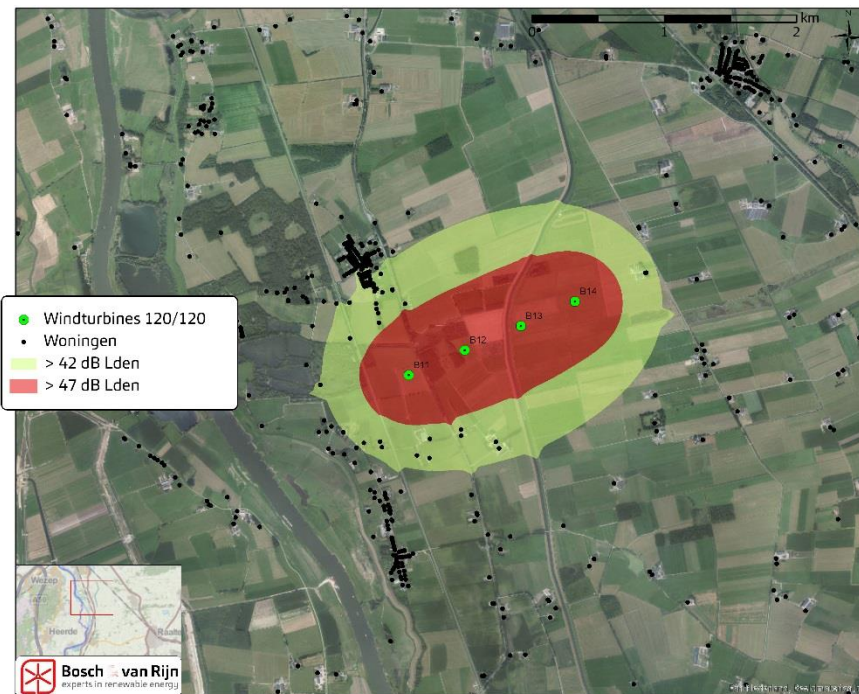 0 1 2 km
N
B14
B13
B12
B11
Windturbines 120/120
Woningen
> 42 dB Lden
> 47 dB Lden
Wezep
Heerde
Raalte
Bosch & van Rijn
experts in renewable energy